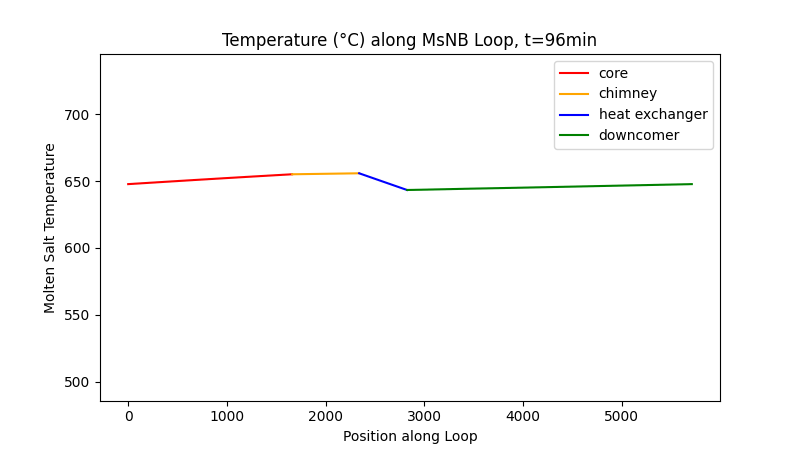 Temperature (°C) along MsNB Loop, t=96min
core
chimney
heat exchanger
downcomer
Molten Salt Temperature
700
650
600
550
500
0 1000 2000 3000 4000 5000
Position along Loop